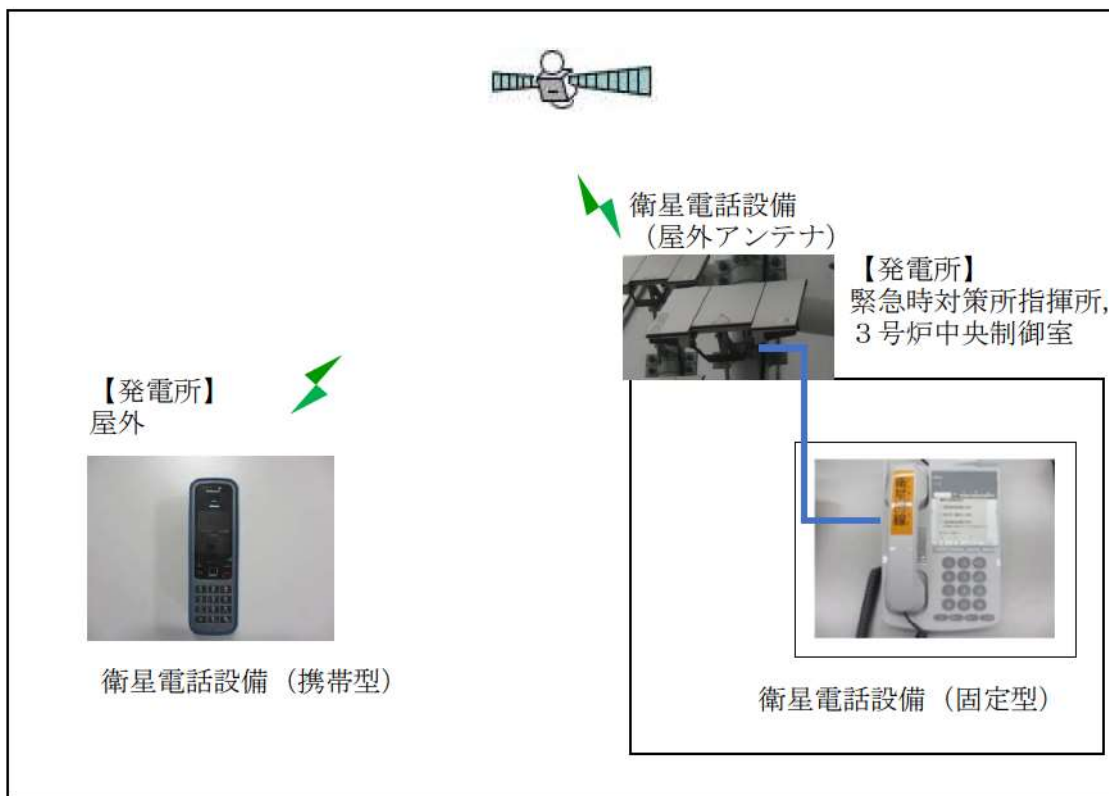 衛星電話設備
（屋外アンテナ）
【発電所】
緊急時対策所指揮所，
３号炉中央制御室
【発電所】
屋外
衛星電話設備（携帯型）
衛星電話設備（固定型）